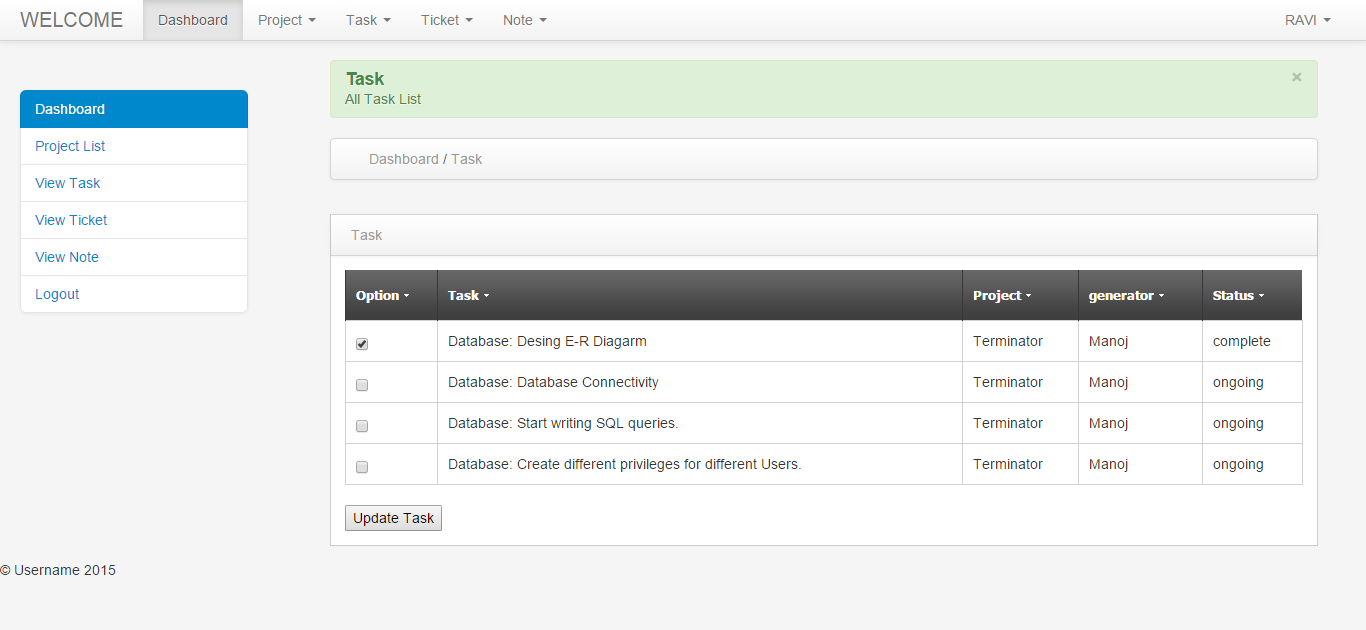 WELCOME Dashboard Project Task Ticket Note RAVI
Task ×
All Task List
Dashboard
Project List
View Task
View Ticket
View Note
Logout
Dashboard / Task
Task
Option Task Project generator Status
Database: Desing E-R Diagarm Terminator Manoj complete
Database: Database Connectivity Terminator Manoj ongoing
Database: Start writing SQL queries. Terminator Manoj ongoing
Database: Create different privileges for different Users. Terminator Manoj ongoing
Update Task
© Username 2015